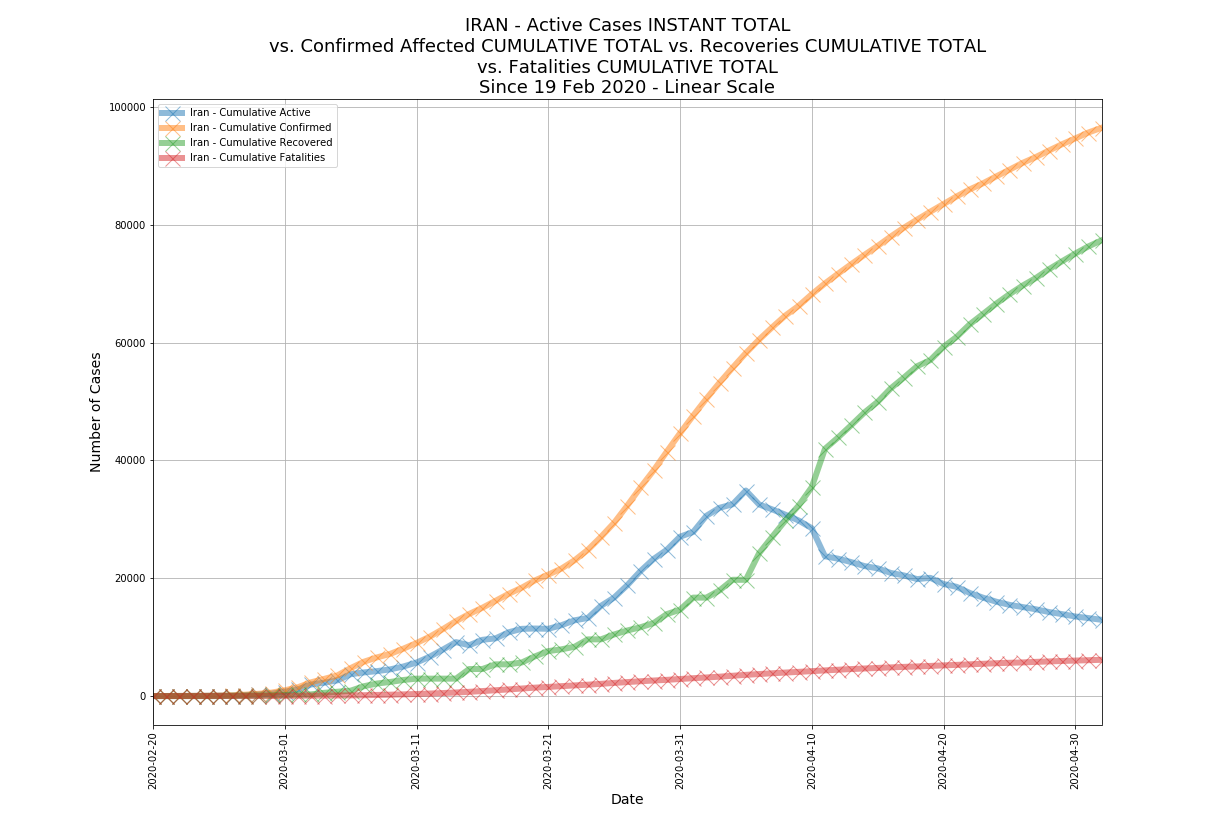 IRAN - Active Cases INSTANT TOTAL
vs. Confirmed Affected CUMULATIVE TOTAL vs. Recoveries CUMULATIVE TOTAL
vs. Fatalities CUMULATIVE TOTAL
Since 19 Feb 2020 - Linear Scale
Iran - Cumulative Active
Iran - Cumulative Confirmed
Iran - Cumulative Recovered
Iran - Cumulative Fatalities
100000
80000
60000
40000
20000
0
Number of Cases
2020-02-20
2020-03-01
2020-03-11
2020-03-21
2020-03-31
2020-04-10
2020-04-20
2020-04-30
Date